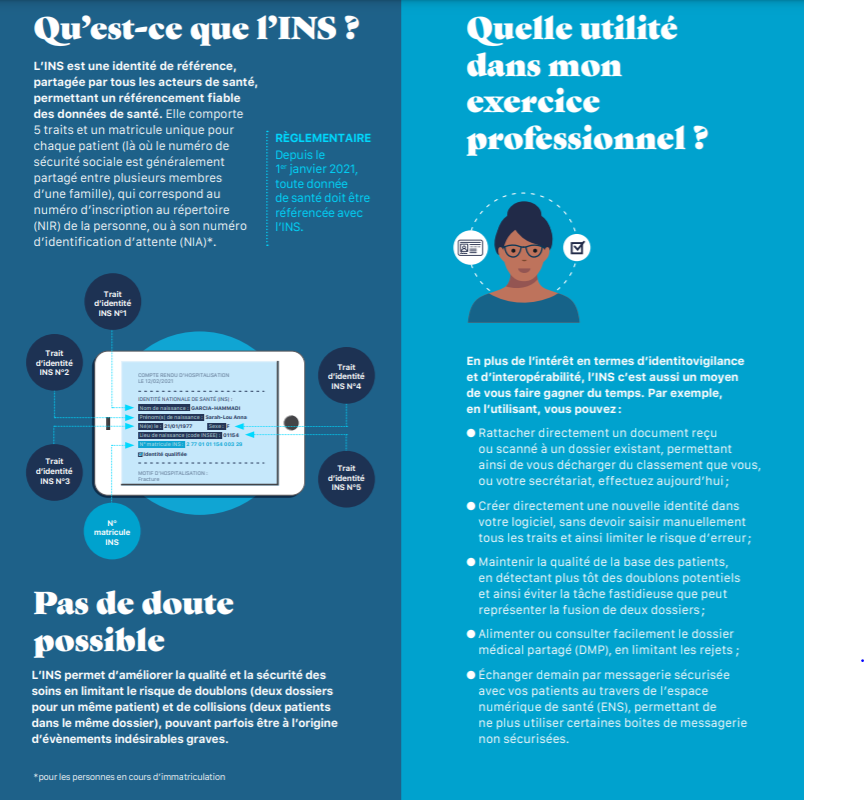 Qu’est-ce que l’INS ?
L’INS est une identité de référence,
partagée par tous les acteurs de santé,
permettant un référencement fiable
des données de santé. Elle comporte
5 traits et un matricule unique pour
chaque patient (là où le numéro de
sécurité sociale est généralement
partagé entre plusieurs membres
d’une famille), qui correspond au
numéro d’inscription au répertoire
(NIR) de la personne, ou à son numéro
d’identification d’attente (NIA)*.
RÈGLEMENTAIRE
Depuis le
1er janvier 2021,
toute donnée
de santé doit être
référencée avec
l’INS.
Trait
d’identité
INS N°1
Trait
d’identité
INS N°2
Trait
d’identité
INS N°3
N°
matricule
INS
COMPTE RENDU D’HOSPITALISATION
LE 12/02/2021
IDENTITÉ NATIONALE DE SANTÉ (INS) :
Nom de naissance : GARCIA-HAMMADI
Prénom(s) de naissance : Sarah-Lou Anna
Né(e) le : 21/01/1977 Sexe : F
Lieu de naissance (code INSEE) : 01154
N° matricule INS : 2 77 01 01 154 002 29
Identité qualifiée
MOTIF D’HOSPITALISATION :
Fracture
Trait
d’identité
INS N°4
Trait
d’identité
INS N°5
Pas de doute
possible
L’INS permet d’améliorer la qualité et la sécurité des
soins en limitant le risque de doublons (deux dossiers
pour un même patient) et de collisions (deux patients
dans le même dossier), pouvant parfois être à l’origine
d’évènements indésirables graves.
*pour les personnes en cours d’immatriculation
Quelle utilité
dans mon
exercice
professionnel ?
En plus de l’intérêt en termes d’identitovigilance
et d’interopérabilité, l’INS c’est aussi un moyen
de vous faire gagner du temps. Par exemple,
en l’utilisant, vous pouvez :
● Rattacher directement un document reçu
ou scanné à un dossier existant, permettant
ainsi de vous décharger du classement que vous,
ou votre secrétariat, effectuez aujourd’hui ;
● Créer directement une nouvelle identité dans
votre logiciel, sans devoir saisir manuellement
tous les traits et ainsi limiter le risque d’erreur ;
● Maintenir la qualité de la base des patients,
en détectant plus tôt des doublons potentiels
et ainsi éviter la tâche fastidieuse que peut
représenter la fusion de deux dossiers ;
● Alimenter ou consulter facilement le dossier
médical partagé (DMP), en limitant les rejets ;
● Échanger demain par messagerie sécurisée
avec vos patients au travers de l’espace
numérique de santé (ENS), permettant de
ne plus utiliser certaines boites de messagerie
non sécurisées.